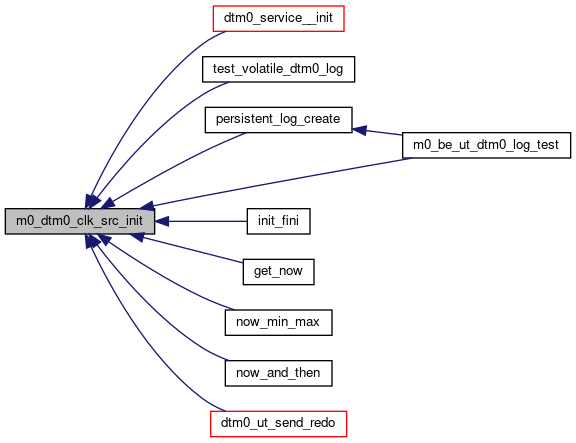 dtm0_service__init
test_volatile_dtm0_log
persistent_log_create
m0_be_ut_dtm0_log_test
m0_dtm0_clk_src_init
init_fini
get_now
now_min_max
now_and_then
dtm0_ut_send_redo